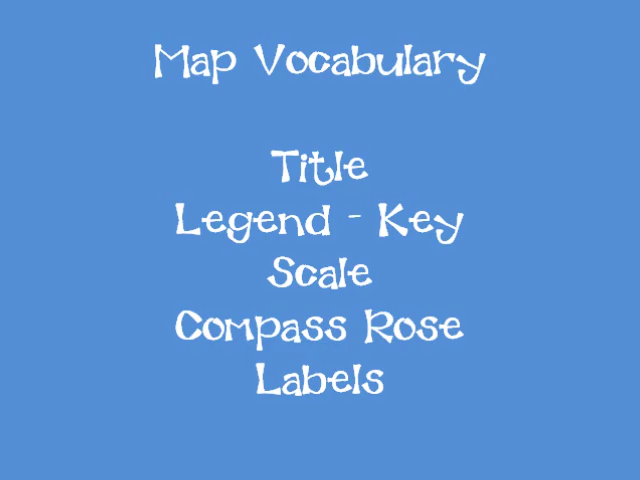 Map Vocabulary
Title
Legend - Key
Scale
Compass Rose
Labels